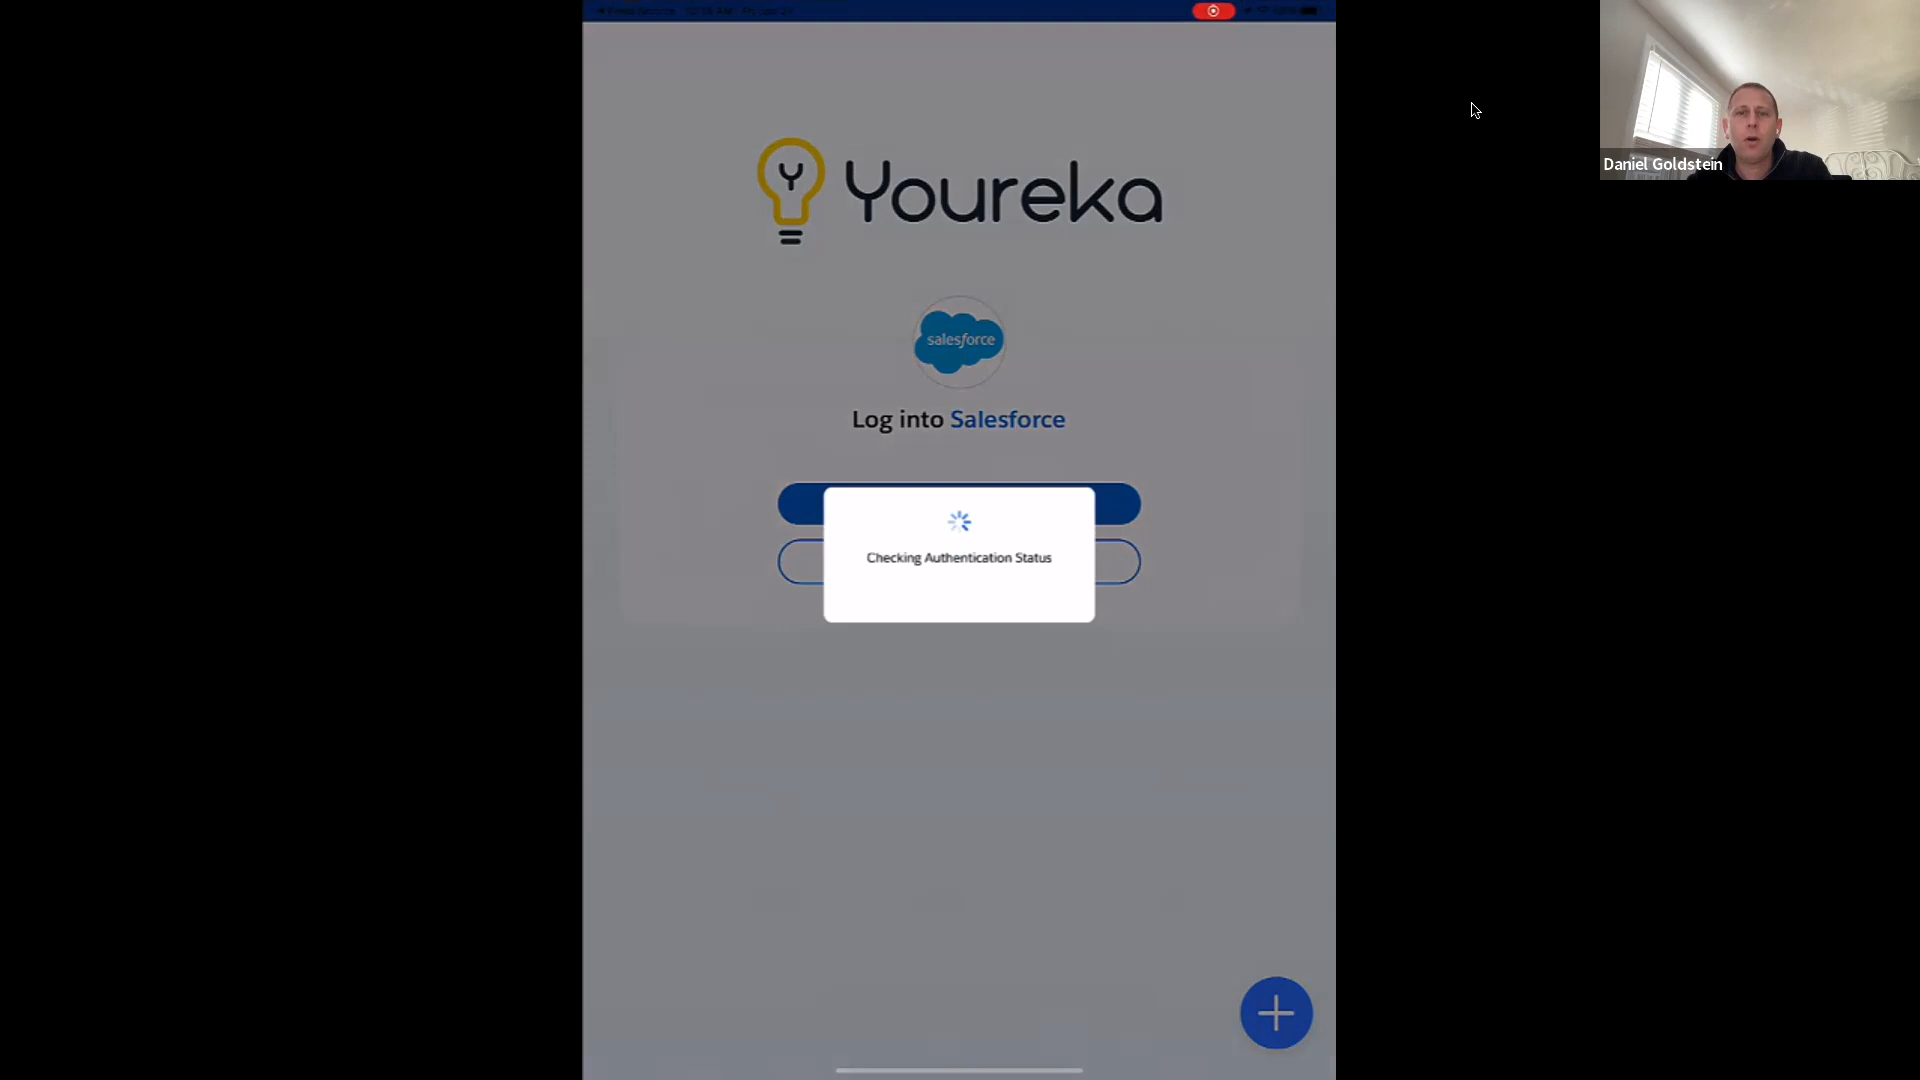 Y Youreka
salesforce
Log into Salesforce
Checking Authentication Status
Daniel Goldstein